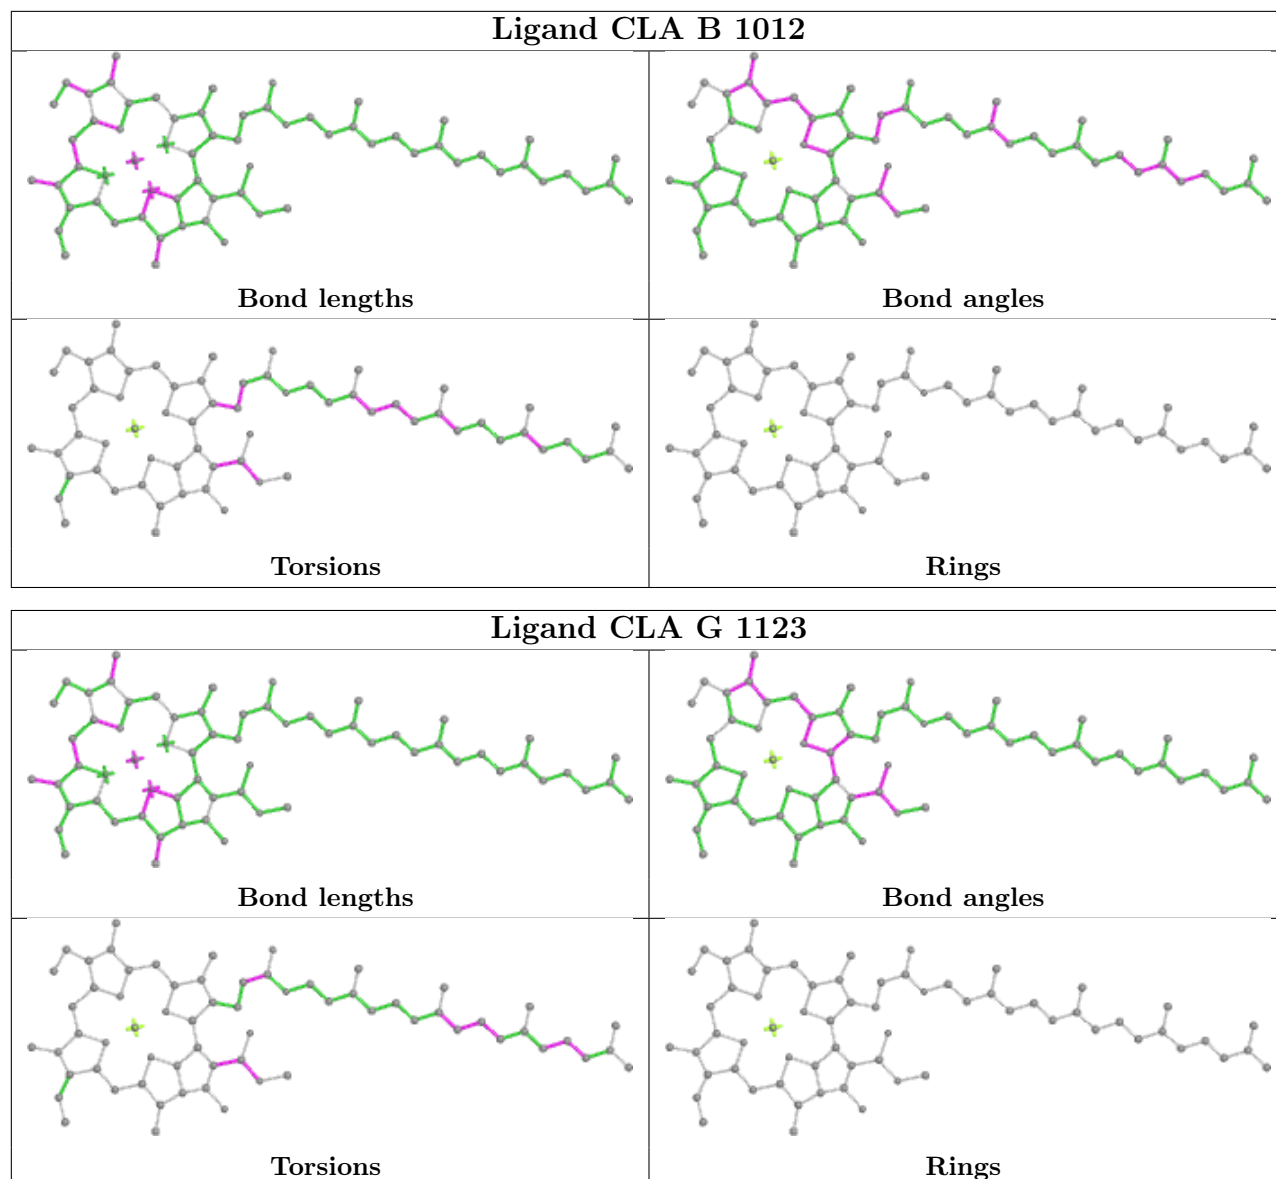 Ligand CLA B 1012
Bond lengths
Bond angles
Torsions
Rings
Ligand CLA G 1123
Bond lengths
Bond angles
Torsions
Rings